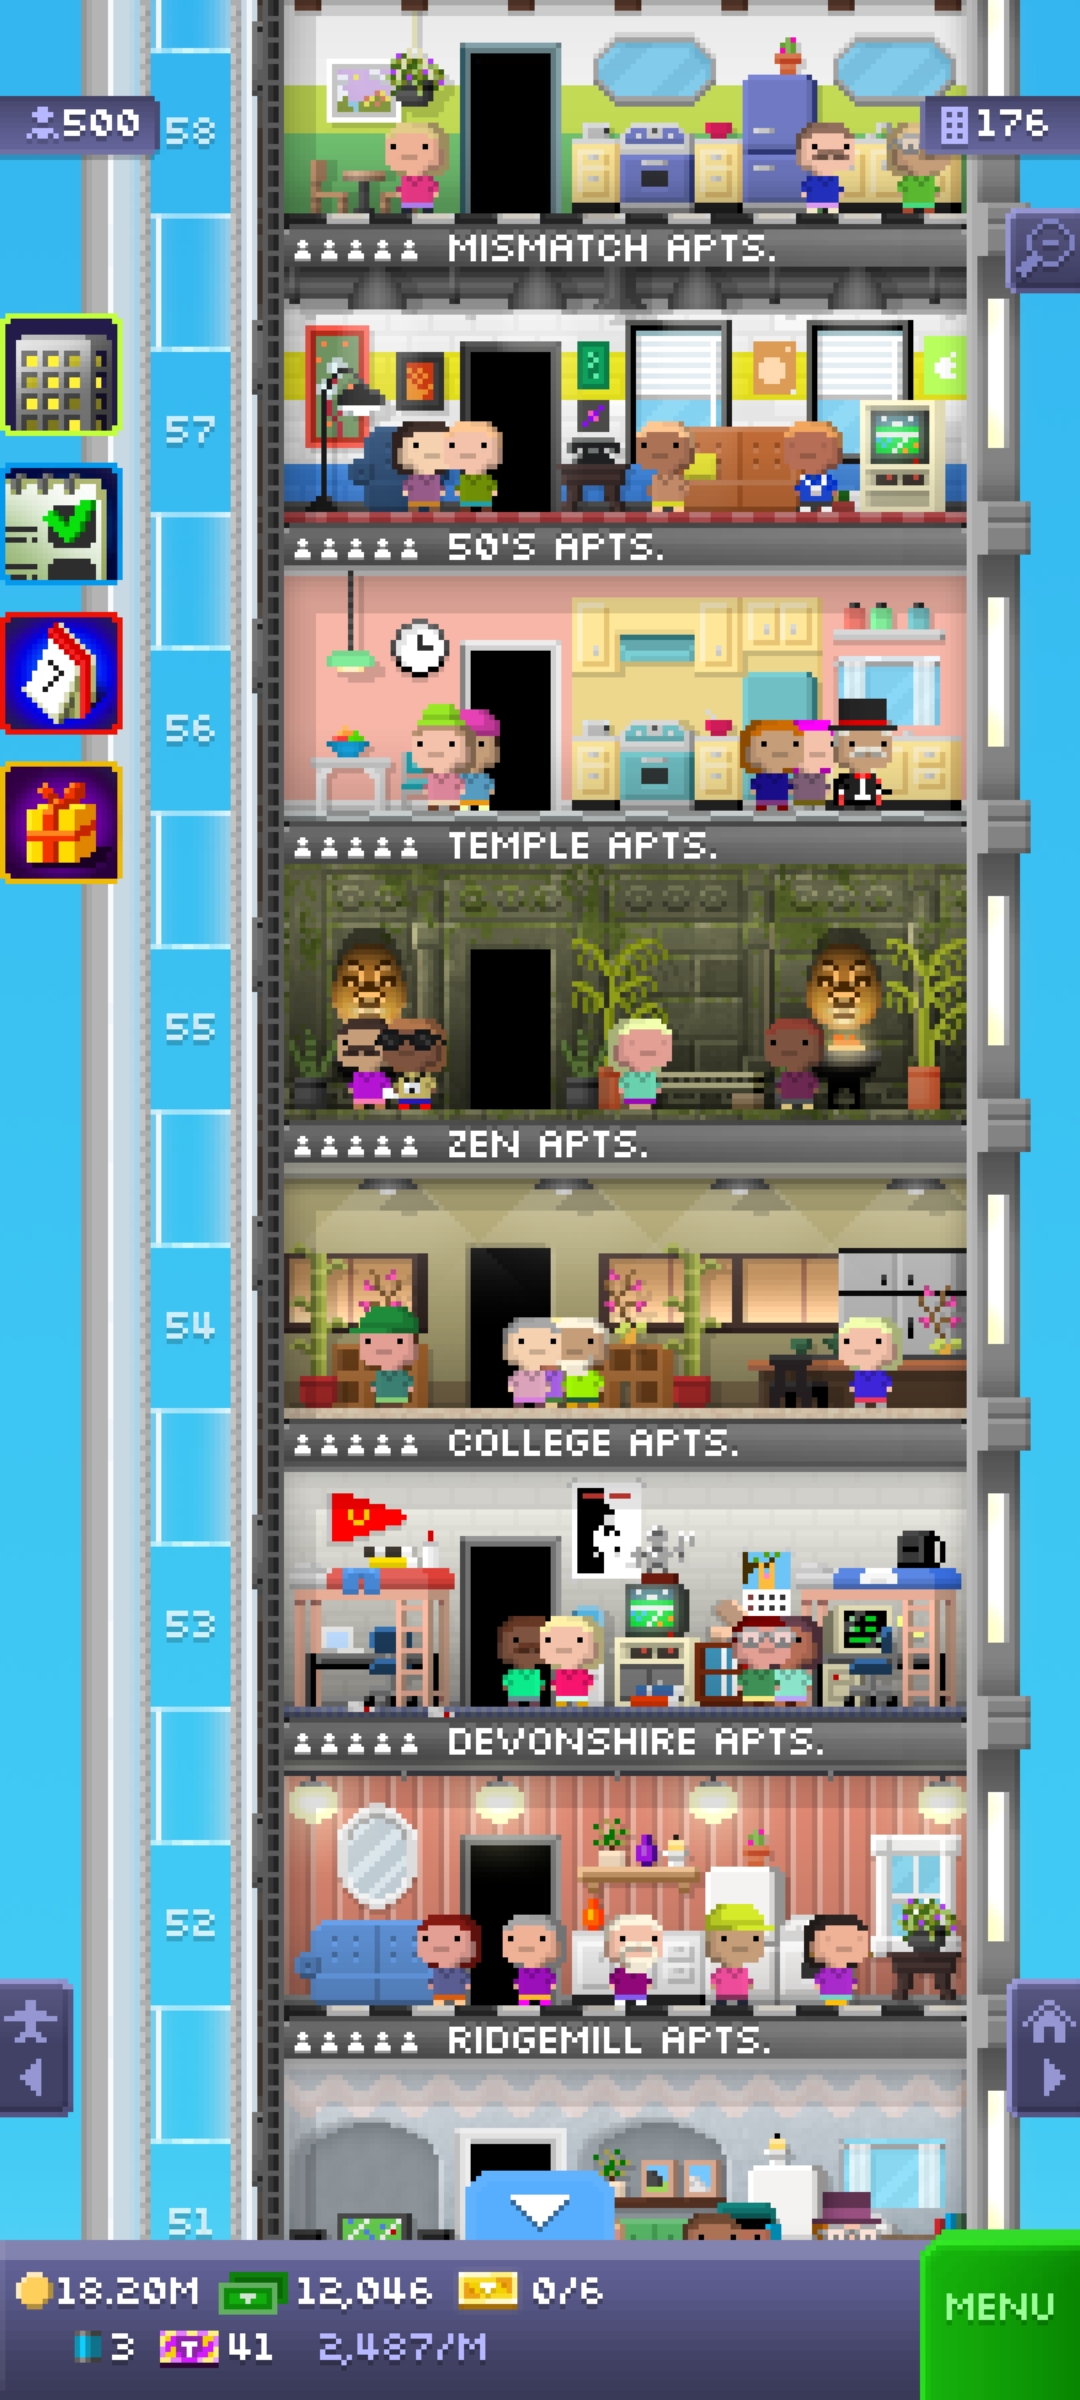 500
58
176
MISMATCH APTS.
57
50'S APTS.
7
56
TEMPLE APTS.
55
ZEN APTS.
54
COLLEGE APTS.
53
DEVONSHIRE APTS.
52
RIDGEMILL APTS.
51
18.20M 12,046 0/6
MENU
3 T 41 2,487/M